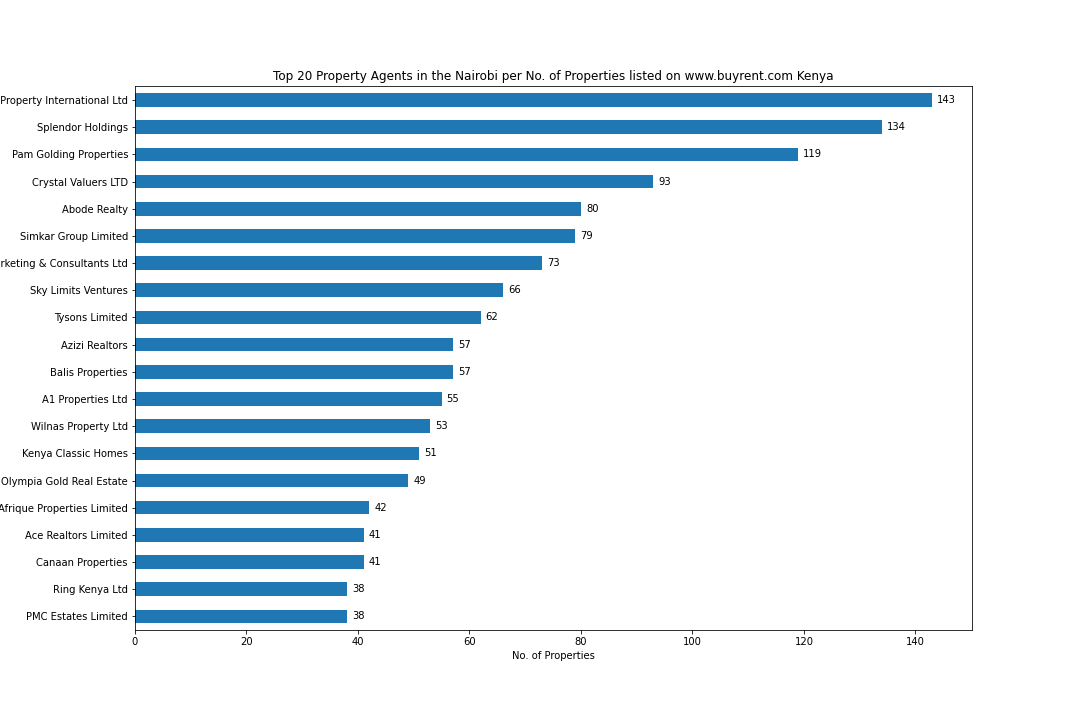 Top 20 Property Agents in the Nairobi per No. of Properties listed on www.buyrent.com Kenya
Property International Ltd 143
Splendor Holdings 134
Pam Golding Properties 119
Crystal Valuers LTD 93
Abode Realty 80
Simkar Group Limited 79
rketing & Consultants Ltd 73
Sky Limits Ventures 66
Tysons Limited 62
Azizi Realtors 57
Balis Properties 57
A1 Properties Ltd 55
Wilnas Property Ltd 53
Kenya Classic Homes 51
Olympia Gold Real Estate 49
Afrique Properties Limited 42
Ace Realtors Limited 41
Canaan Properties 41
Ring Kenya Ltd 38
PMC Estates Limited 38
0 20 40 60 80 100 120 140
No. of Properties